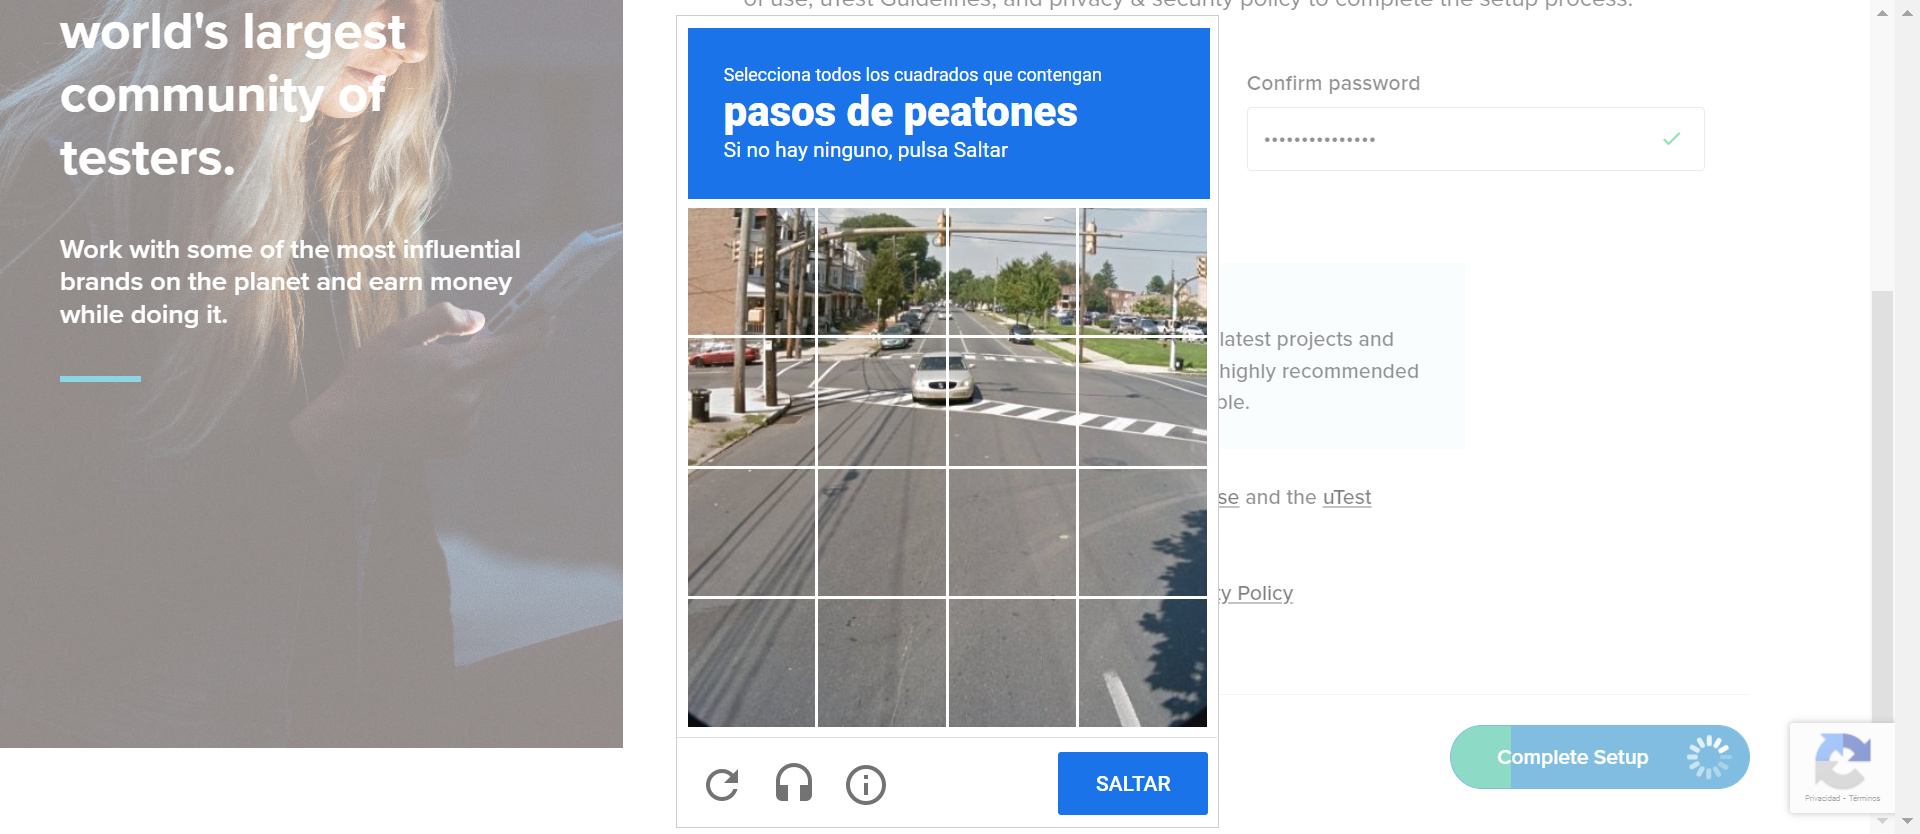 world's largest
community of
testers.
Work with some of the most influential
brands on the planet and earn money
while doing it.
of use, uTest Guidelines, and privacy & security policy to complete the setup process.
Selecciona todos los cuadrados que contengan
pasos de peatones
Si no hay ninguno, pulsa Saltar
SALTAR
Confirm password
latest projects and
highly recommended
ble.
se and the uTest
ty Policy
Complete Setup
Privacidad - Términos